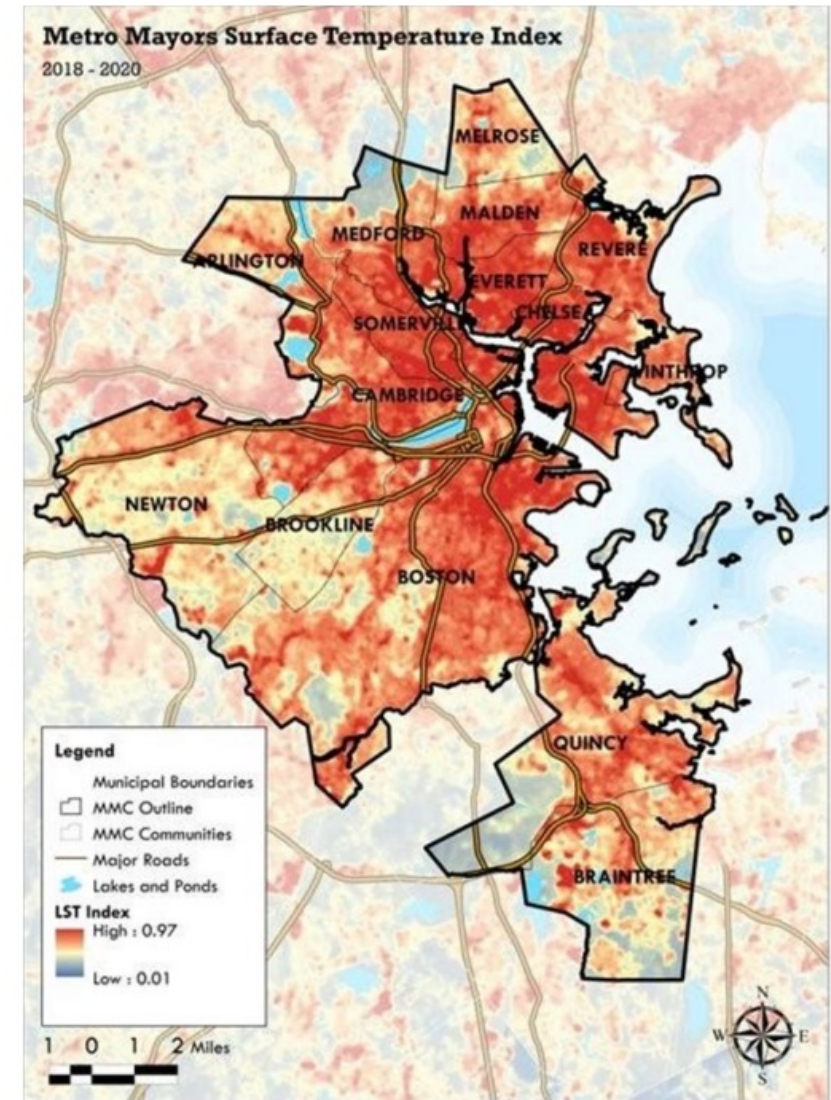 Metro Mayors Surface Temperature Index
2018 - 2020
MELROSE
MALDEN
MEDFORD
REVERE
ARLINGTON
EVERETT
CHELSEA
SOMERVILLE
WINTHROP
CAMBRIDGE
NEWTON
BROOKLINE
BOSTON
QUINCY
BRAINTREE
Legend
Municipal Boundaries
MMC Outline
MMC Communities
Major Roads
Lakes and Ponds
LST Index
High : 0.97
Low : 0.01
1 0 1 2 Miles
N
W E
S